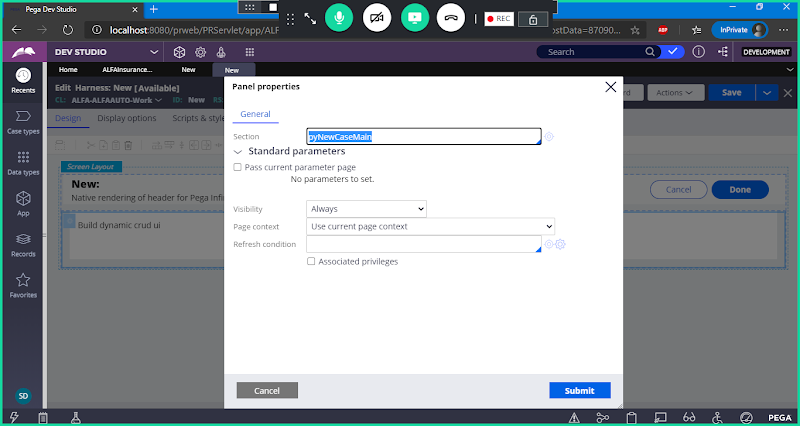 Pega Dev Studio
localhost:8080/prweb/PRServlet/app/ALF
ostData=87090...
ABP
InPrivate
REC
DEV STUDIO
Search
DEVELOPMENT
Home
ALFAInsurance...
New
New
Recents
Case types
Data types
App
Records
Favorites
SD
Edit Harness: New [Available]
CL: ALFA-ALFAAUTO-Work
ID: New
RS
Actions
Save
Design
Display options
Scripts & style
Screen Layout
New:
Native rendering of header for Pega Infi
Cancel
Done
Build dynamic crud ui
Panel properties
General
Section
pyNewCaseMain
Standard parameters
Pass current parameter page
No parameters to set.
Visibility
Always
Page context
Use current page context
Refresh condition
Associated privileges
Cancel
Submit
PEGA